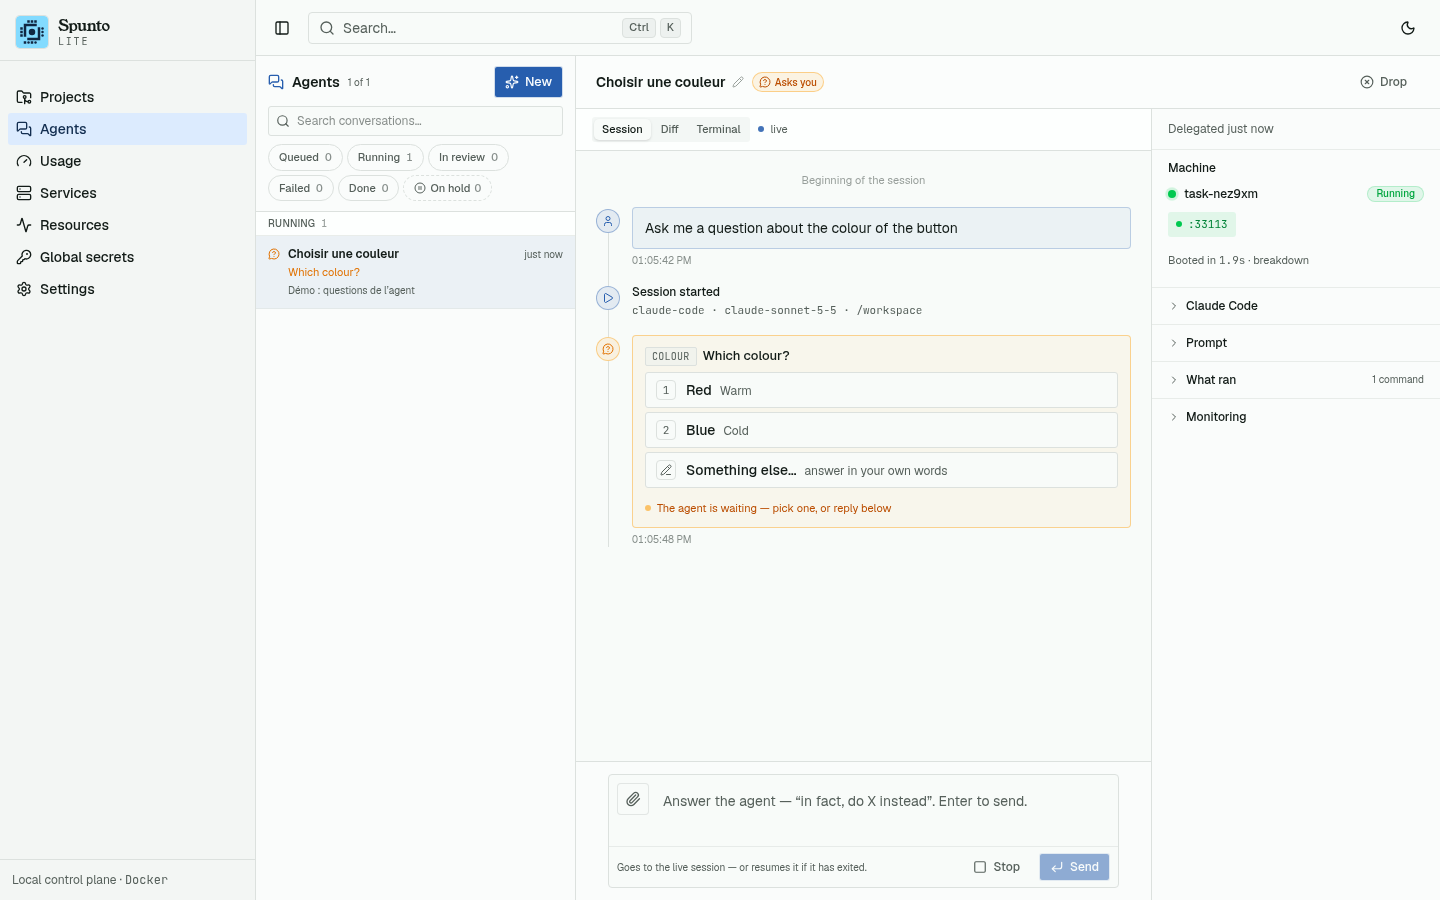 Spunto
LITE
Projects
Agents
Usage
Services
Resources
Global secrets
Settings
Local control plane · Docker
Search...
Ctrl K
Agents 1 of 1
New
Search conversations...
Queued 0
Running 1
In review 0
Failed 0
Done 0
On hold 0
RUNNING 1
Choisir une couleur
just now
Which colour?
Démo : questions de l'agent
Choisir une couleur
Asks you
Drop
Session
Diff
Terminal
live
Beginning of the session
Ask me a question about the colour of the button
01:05:42 PM
Session started
claude-code · claude-sonnet-5-5 · /workspace
COLOUR Which colour?
1 Red Warm
2 Blue Cold
Something else... answer in your own words
The agent is waiting — pick one, or reply below
01:05:48 PM
Answer the agent — “in fact, do X instead”. Enter to send.
Goes to the live session — or resumes it if it has exited.
Stop
Send
Delegated just now
Machine
task-nez9xm
Running
:33113
Booted in 1.9s · breakdown
Claude Code
Prompt
What ran
1 command
Monitoring